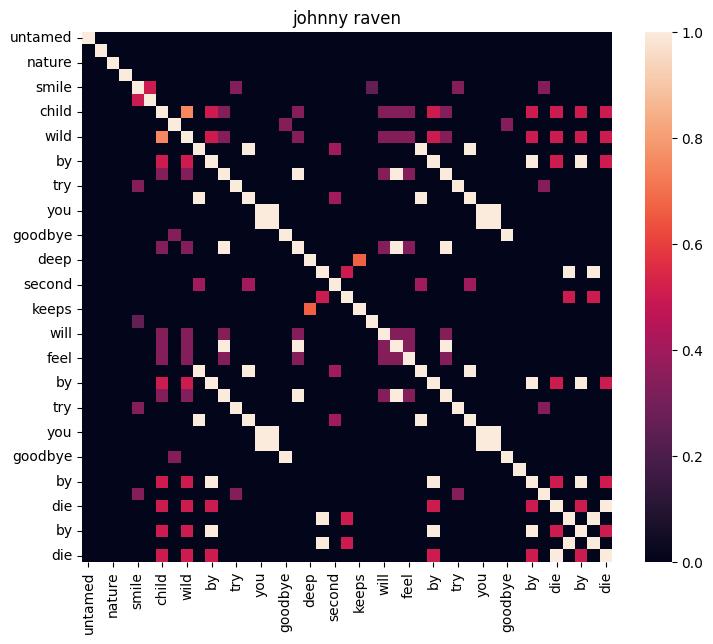 johnny raven
untamed
nature
smile
child
wild
by
try
you
goodbye
deep
second
keeps
will
feel
by
try
you
goodbye
by
die
by
die
1.0
0.8
0.6
0.4
0.2
0.0
untamed
nature
smile
child
wild
by
try
you
goodbye
deep
second
keeps
will
feel
by
try
you
goodbye
by
die
by
die